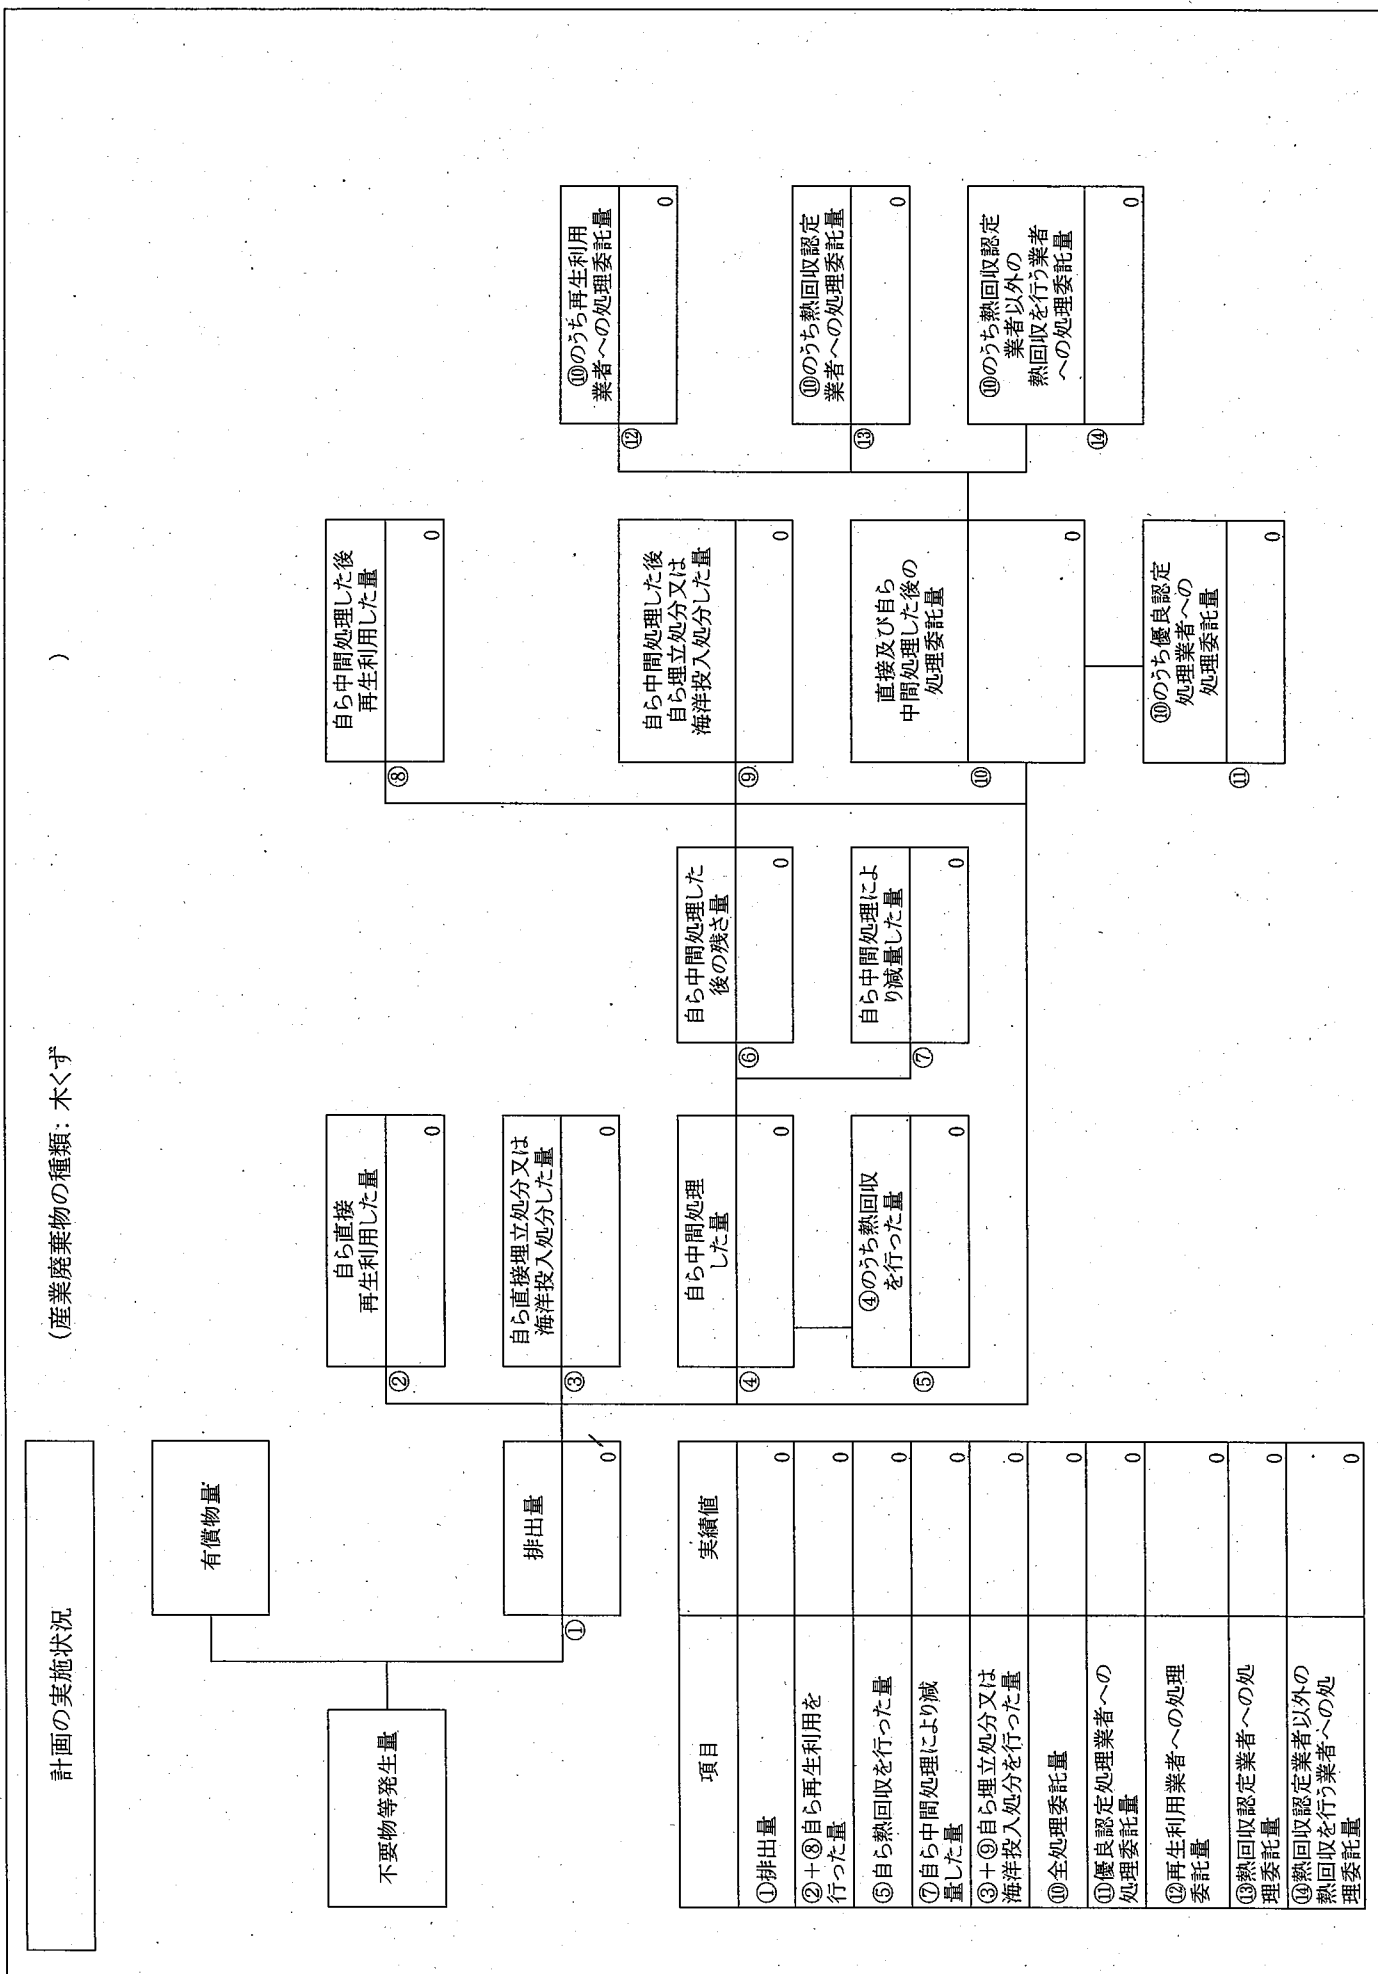 計画の実施状況
(産業廃棄物の種類: 木くず
)
有償物量
不要物等発生量
排出量
①
0
自ら直接
再生利用した量
②
0
自ら直接埋立処分又は
海洋投入処分した量
③
0
自ら中間処理
した量
④
0
④のうち熱回収
を行った量
⑤
0
自ら中間処理した
後の残さ量
⑥
0
自ら中間処理によ
り減量した量
⑦
0
自ら中間処理した後
再生利用した量
⑧
0
自ら中間処理した後
自ら埋立処分又は
海洋投入処分した量
⑨
0
直接及び自ら
中間処理した後の
処理委託量
⑩
0
⑩のうち優良認定
処理業者への
処理委託量
⑪
0
⑩のうち再生利用
業者への処理委託量
⑫
0
⑩のうち熱回収認定
業者への処理委託量
⑬
0
⑩のうち熱回収認定
業者以外の
熱回収を行う業者
への処理委託量
⑭
0
項目 実績値
①排出量 0
②+⑧自ら再生利用を
行った量 0
⑤自ら熱回収を行った量 0
⑦自ら中間処理により減
量した量 0
③+⑨自ら埋立処分又は
海洋投入処分を行った量 0
⑩全処理委託量 0
⑪優良認定処理業者への
処理委託量 0
⑫再生利用業者への処理
委託量 0
⑬熱回収認定業者への処
理委託量 0
⑭熱回収認定業者以外の
熱回収を行う業者への処
理委託量 0